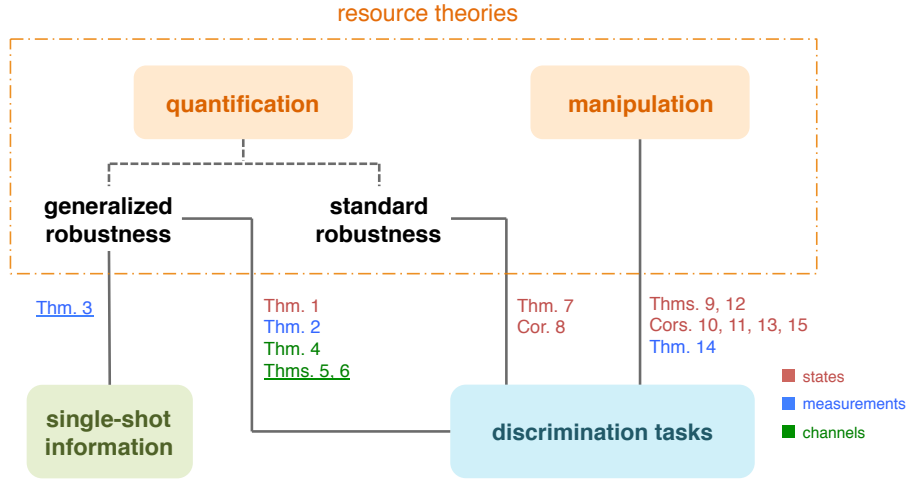 resource theories
quantification
manipulation
generalized
robustness
standard
robustness
Thm. 3
Thm. 1
Thm. 2
Thm. 4
Thms. 5, 6
Thm. 7
Cor. 8
Thms. 9, 12
Cors. 10, 11, 13, 15
Thm. 14
single-shot
information
discrimination tasks
states
measurements
channels